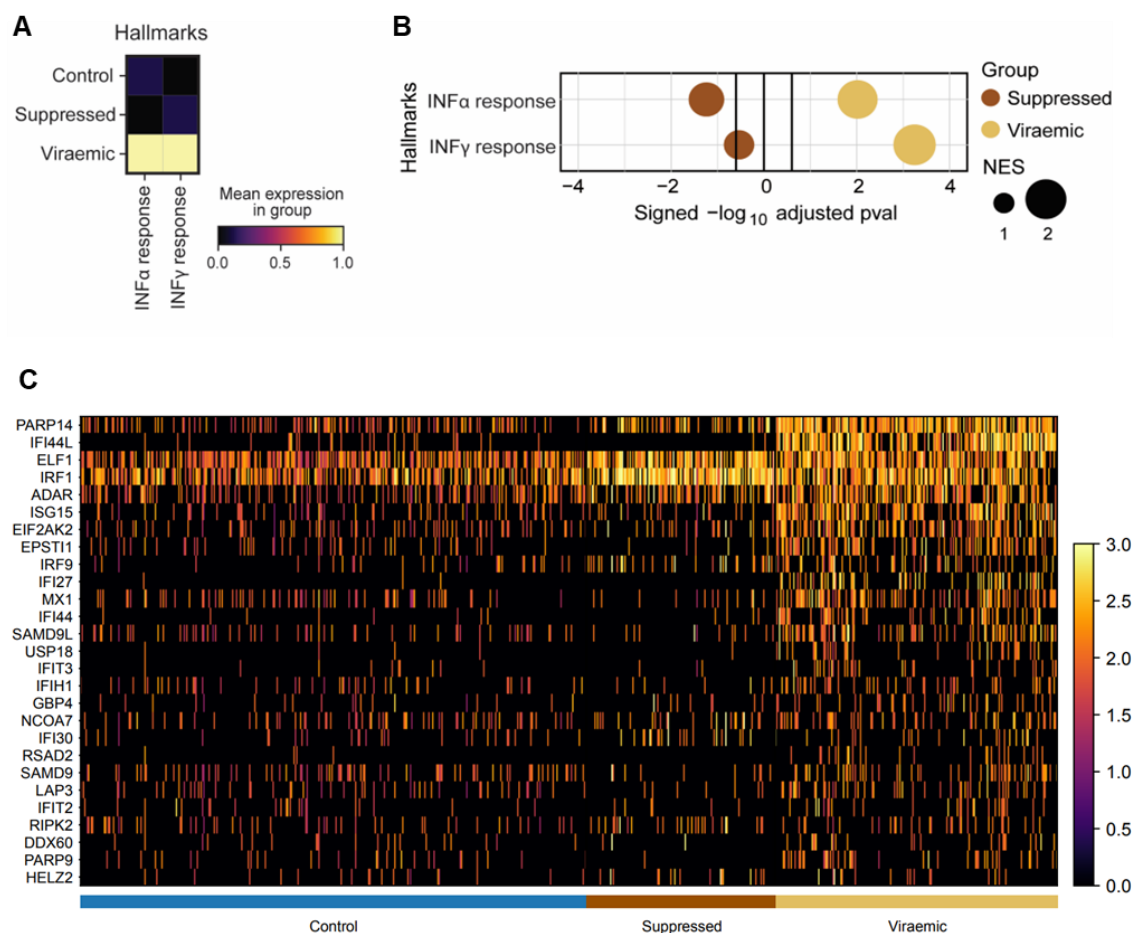 A
Hallmarks
Control
Suppressed
Viraemic
INFα response
INFγ response
Mean expression
in group
0.0 0.5 1.0
B
Hallmarks
INFα response
INFγ response
−4 −2 0 2 4
Signed −log10 adjusted pval
Group
Suppressed
Viraemic
NES
1 2
C
PARP14
IFI44L
ELF1
IRF1
ADAR
ISG15
EIF2AK2
EPSTI1
IRF9
IFI27
MX1
IFI44
SAMD9L
USP18
IFIT3
IFIH1
GBP4
NCOA7
IFI30
RSAD2
SAMD9
LAP3
IFIT2
RIPK2
DDX60
PARP9
HELZ2
3.0
2.5
2.0
1.5
1.0
0.5
0.0
Control Suppressed Viraemic